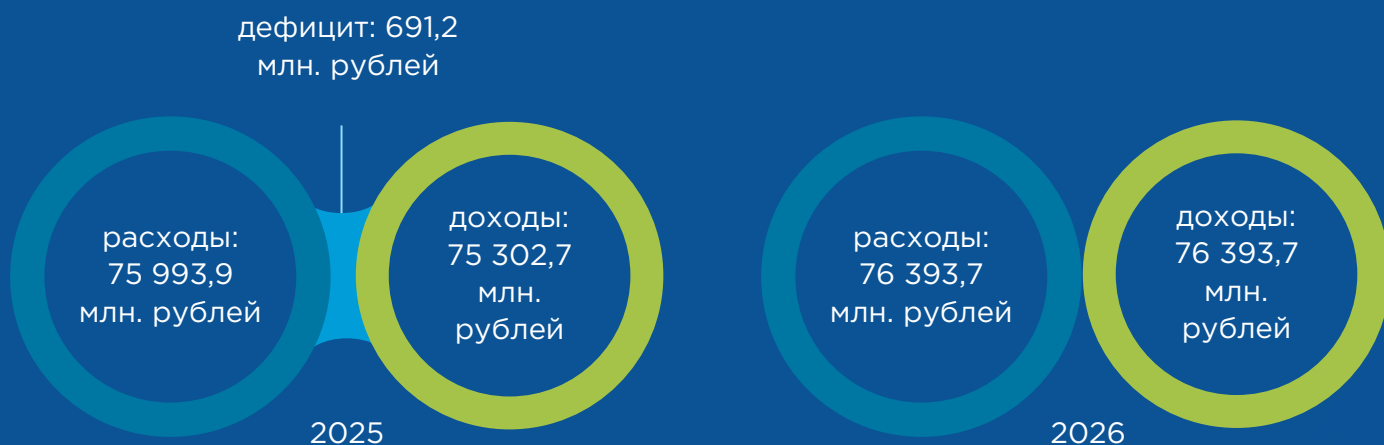 дефицит: 691,2
млн. рублей
расходы:
75 993,9
млн. рублей
доходы:
75 302,7
млн.
рублей
2025
расходы:
76 393,7
млн. рублей
доходы:
76 393,7
млн.
рублей
2026